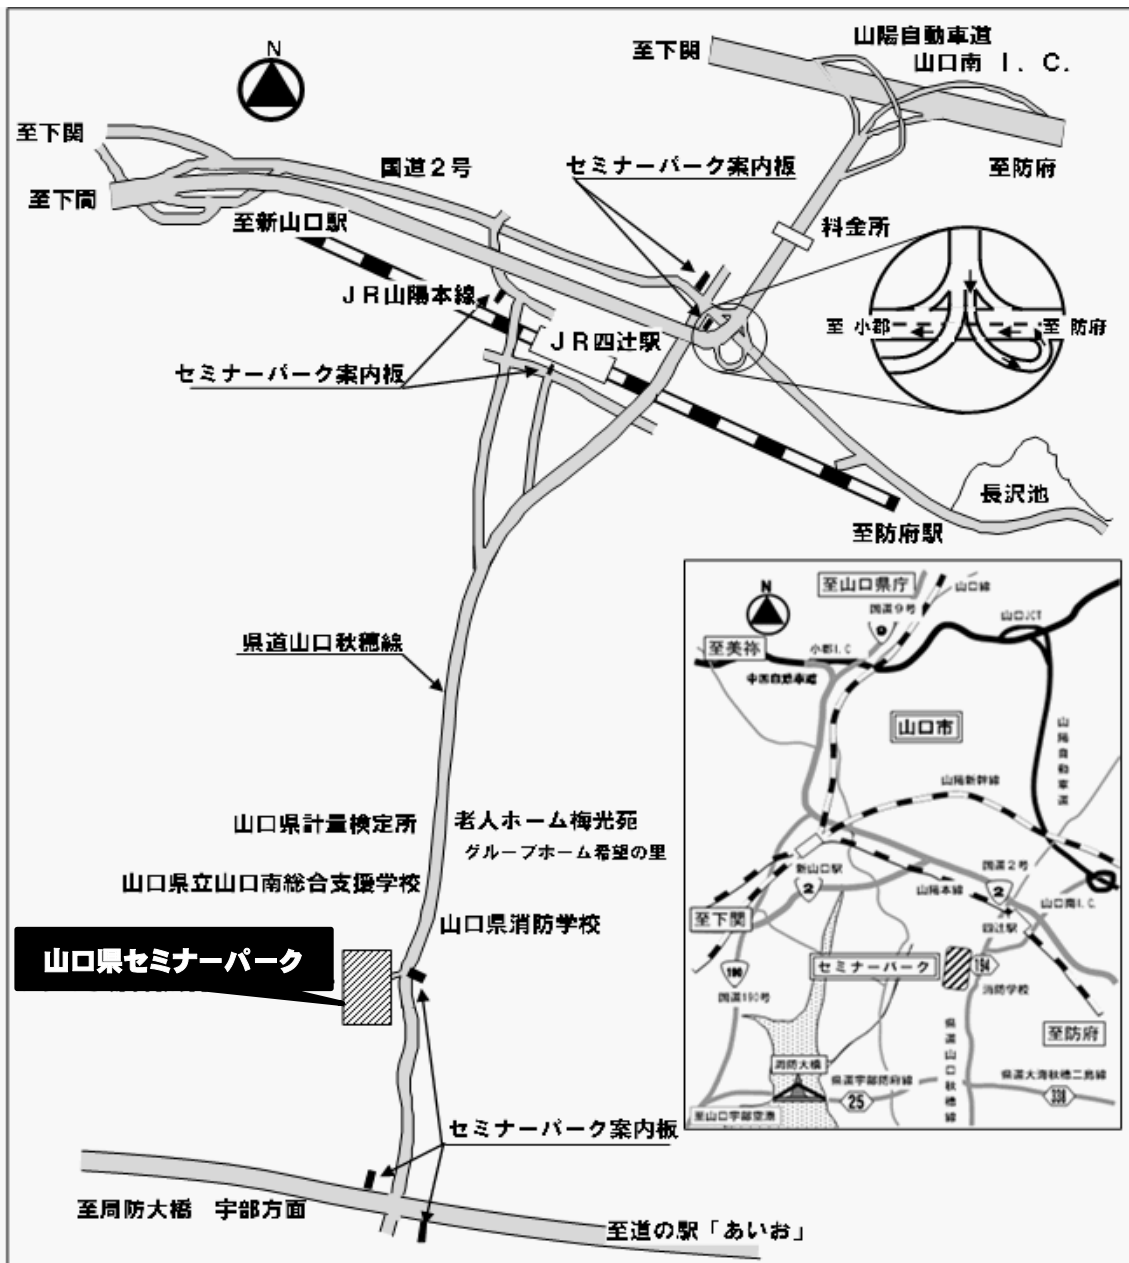 N
至下関
山陽自動車道
山口南 Ｉ．Ｃ．
至下関
国道２号
セミナーパーク案内板
至防府
至下関
至新山口駅
料金所
ＪＲ山陽本線
至 小郡
至 防府
ＪＲ四辻駅
セミナーパーク案内板
長沢池
至防府駅
県道山口秋穂線
山口県計量検定所
老人ホーム梅光苑
グループホーム希望の里
山口県立山口南総合支援学校
山口県消防学校
山口県セミナーパーク
セミナーパーク案内板
至周防大橋　宇部方面
至道の駅「あいお」
N
至山口県庁
山口線
国道９号
山口JCT
至美祢
小郡I.C
中国自動車道
山口市
山陽自動車道
山陽新幹線
新山口駅
2
国道２号
2
山陽本線
山口南I.C.
至下関
四辻駅
セミナーパーク
194
190
国道190号
消防学校
至防府
県道山口秋穂線
周防大橋
県道宇部防府線
25
県道大海秋穂二島線
338
至山口宇部空港